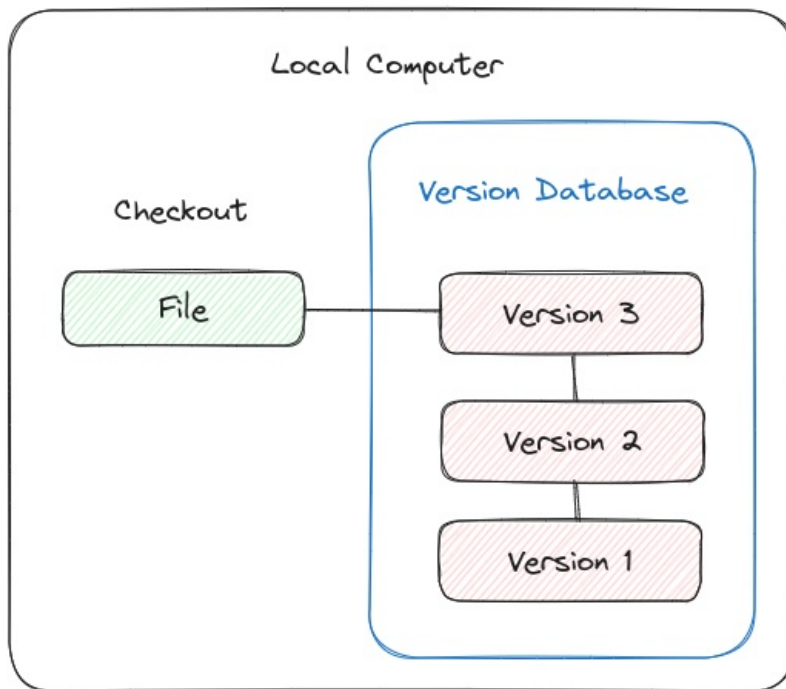 Local Computer
Version Database
Checkout
File
Version 3
Version 2
Version 1